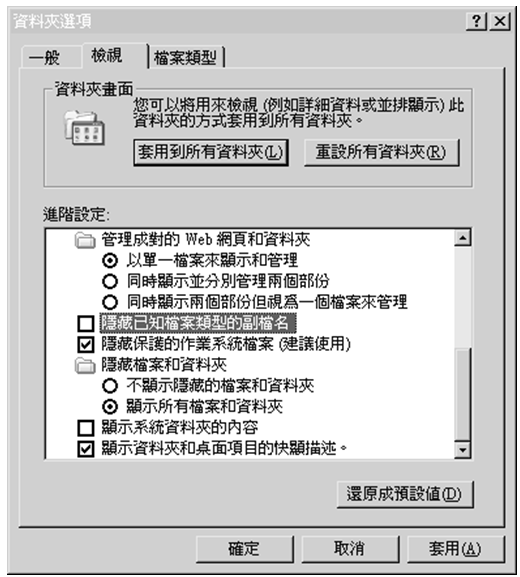 資料夾選項
一般 檢視 檔案類型
資料夾畫面
您可以將用來檢視 (例如詳細資料或並排顯示) 此
資料夾的方式套用到所有資料夾。
套用到所有資料夾(L) 重設所有資料夾(R)
進階設定:
管理成對的 Web 網頁和資料夾
以單一檔案來顯示和管理
同時顯示並分別管理兩個部份
同時顯示兩個部份但視為一個檔案來管理
隱藏已知檔案類型的副檔名
隱藏保護的作業系統檔案 (建議使用)
隱藏檔案和資料夾
不顯示隱藏的檔案和資料夾
顯示所有檔案和資料夾
顯示系統資料夾的內容
顯示資料夾和桌面項目的快顯描述。
還原成預設值(D)
確定 取消 套用(A)